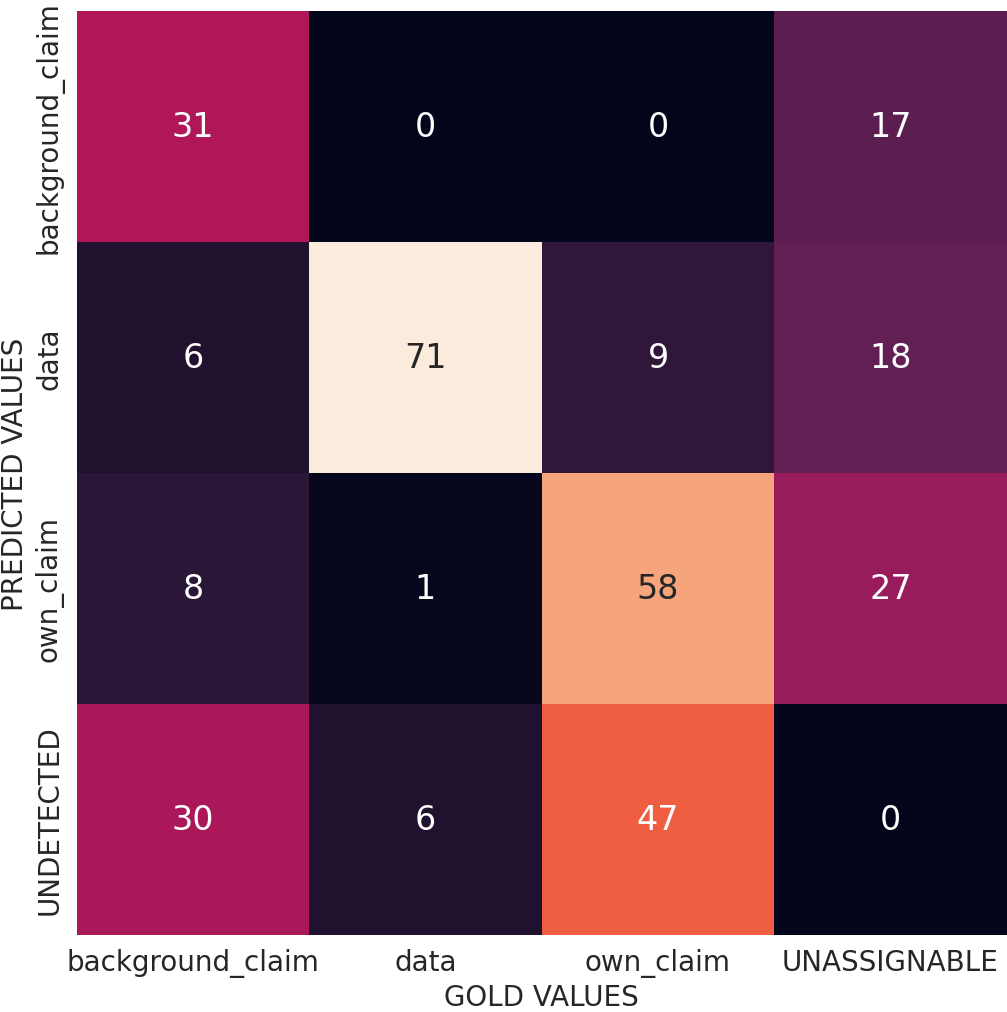 PREDICTED VALUES
background_claim 31 0 0 17
data 6 71 9 18
own_claim 8 1 58 27
UNDETECTED 30 6 47 0
background_claim data own_claim UNASSIGNABLE
GOLD VALUES